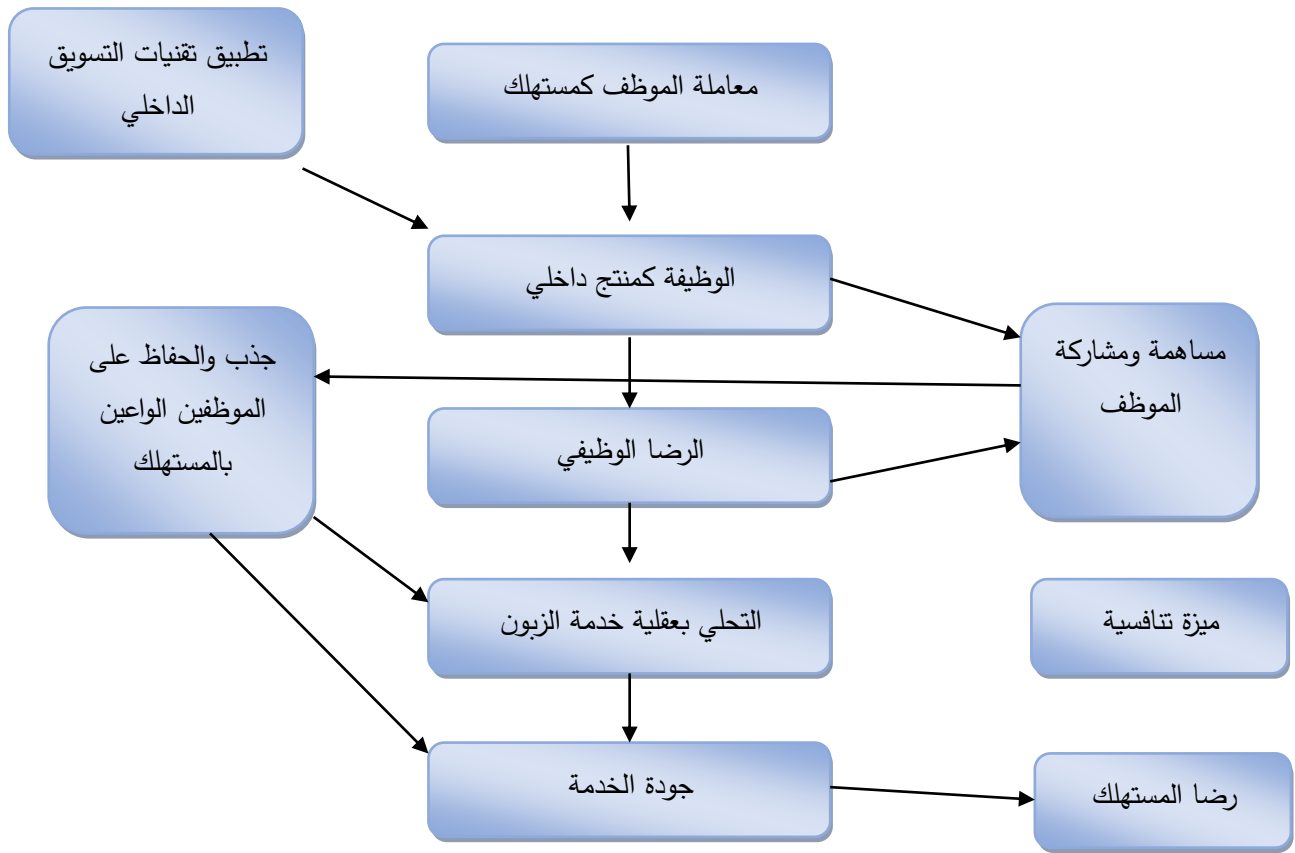 تطبيق تقنيات التسويق
الداخلي
معاملة الموظف كمستهلك
الوظيفة كمنتج داخلي
مساهمة ومشاركة
الموظف
جذب والحفاظ على
الموظفين الواعين
بالمستهلك
الرضا الوظيفي
التحلي بعقلية خدمة الزبون
ميزة تنافسية
جودة الخدمة
رضا المستهلك